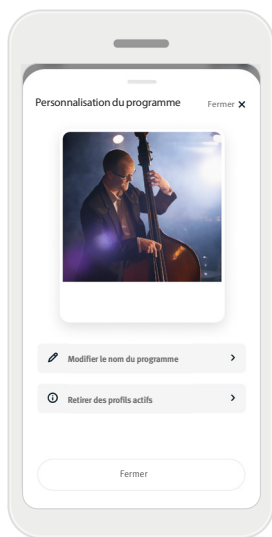 Personnalisation du programme Fermer ✕
Modifier le nom du programme
Retirer des profils actifs
Fermer